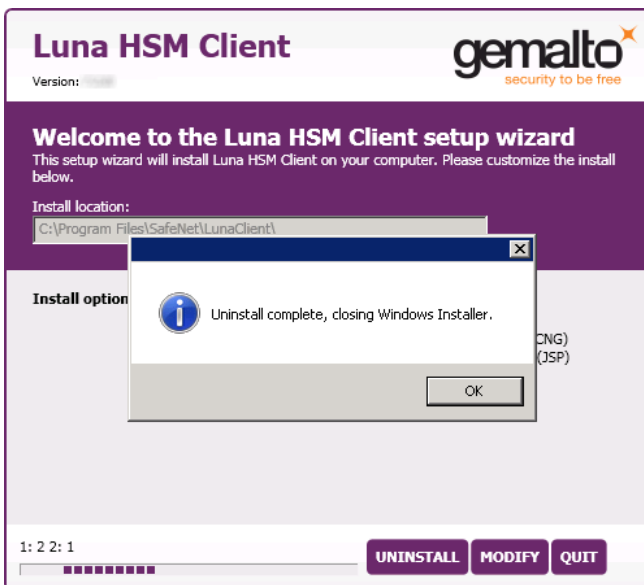 Luna HSM Client
gemalto
security to be free
Version:
Welcome to the Luna HSM Client setup wizard
This setup wizard will install Luna HSM Client on your computer. Please customize the install
below.
Install location:
C:\Program Files\SafeNet\LunaClient\
Install option
Uninstall complete, closing Windows Installer.
CNG)
(JSP)
OK
1: 2 2: 1
UNINSTALL
MODIFY
QUIT